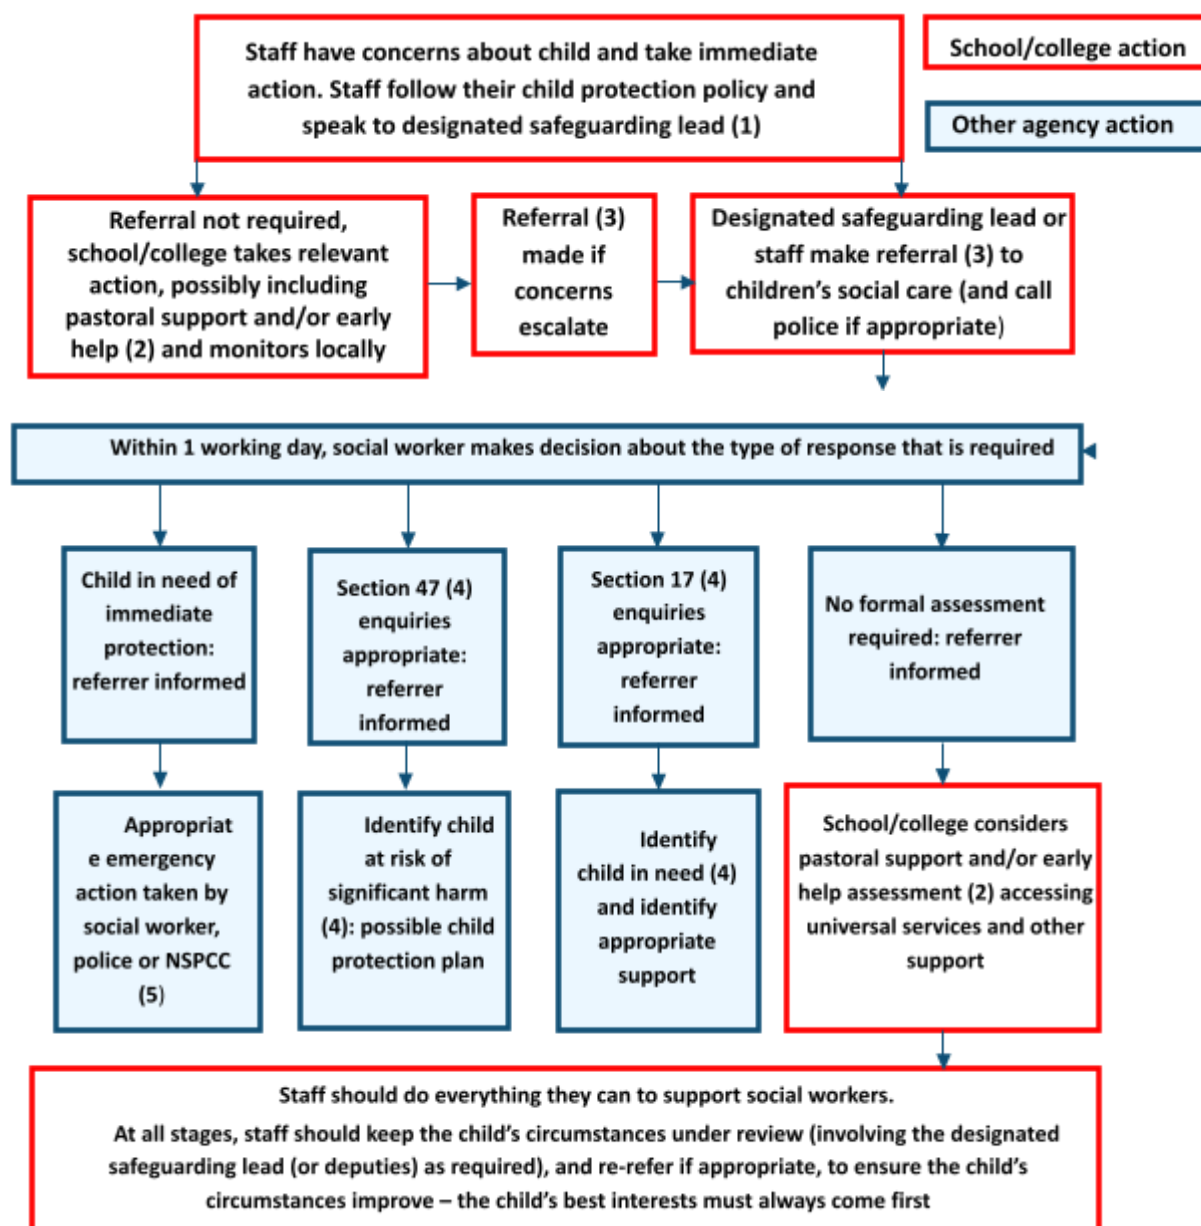 Staff have concerns about child and take immediate
action. Staff follow their child protection policy and
speak to designated safeguarding lead (1)
School/college action
Other agency action
Referral not required,
school/college takes relevant
action, possibly including
pastoral support and/or early
help (2) and monitors locally
Referral (3)
made if
concerns
escalate
Designated safeguarding lead or
staff make referral (3) to
children’s social care (and call
police if appropriate)
Within 1 working day, social worker makes decision about the type of response that is required
Child in need of
immediate
protection:
referrer informed
Section 47 (4)
enquiries
appropriate:
referrer
informed
Section 17 (4)
enquiries
appropriate:
referrer
informed
No formal assessment
required: referrer
informed
Appropriat
e emergency
action taken by
social worker,
police or NSPCC
(5)
Identify child
at risk of
significant harm
(4): possible child
protection plan
Identify
child in need (4)
and identify
appropriate
support
School/college considers
pastoral support and/or early
help assessment (2) accessing
universal services and other
support
Staff should do everything they can to support social workers.
At all stages, staff should keep the child’s circumstances under review (involving the designated
safeguarding lead (or deputies) as required), and re-refer if appropriate, to ensure the child’s
circumstances improve – the child’s best interests must always come first